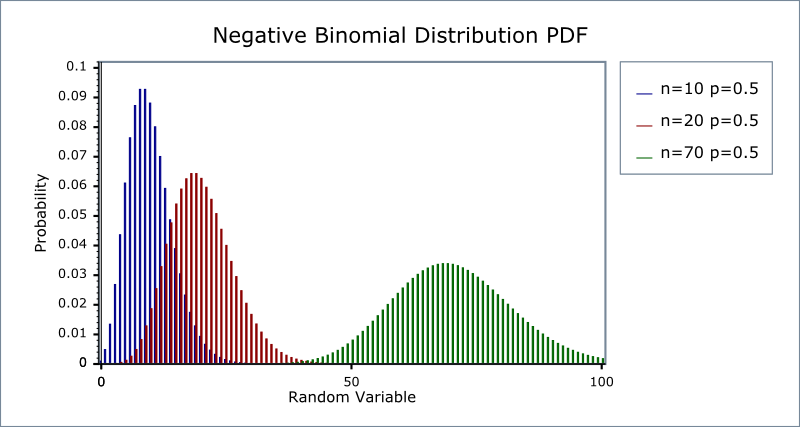 Negative Binomial Distribution PDF
0.1
0.09
0.08
0.07
0.06
0.05
0.04
0.03
0.02
0.01
0
Probability
0
50
100
Random Variable
n=10 p=0.5
n=20 p=0.5
n=70 p=0.5